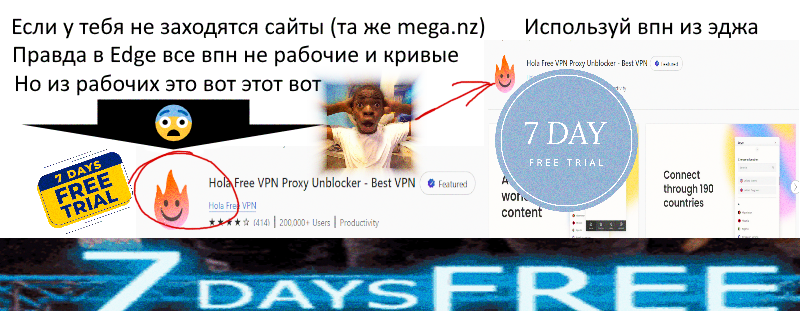 Если у тебя не заходятся сайты (та же mega.nz)
Используй впн из эджа
Правда в Edge все впн не рабочие и кривые
Но из рабочих это вот этот вот
Hola Free VPN Proxy Unblocker - Best VPN
Featured
7 DAY
FREE TRIAL
7 DAYS
FREE
TRIAL
Hola Free VPN Proxy Unblocker - Best VPN
Featured
Hola Free VPN
(414) | 200,000+ Users | Productivity
Connect
through 190
countries
content
7 DAYS FREE